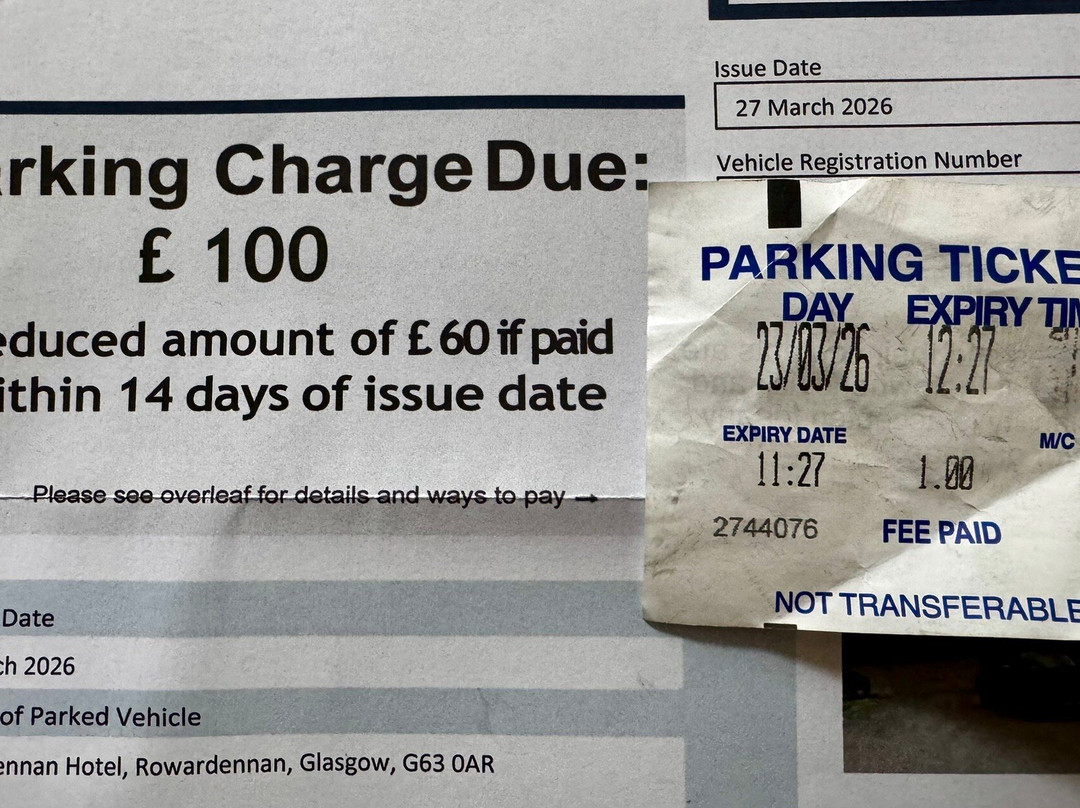 Issue Date
27 March 2026
Vehicle Registration Number
arking Charge Due:
£ 100
educed amount of £ 60 if paid
ithin 14 days of issue date
Please see overleaf for details and ways to pay →
Date
ch 2026
of Parked Vehicle
ennan Hotel, Rowardennan, Glasgow, G63 0AR
PARKING TICKE
DAY EXPIRY TIM
23/03/26 12:27
EXPIRY DATE M/C
11:27 1.00
2744076 FEE PAID
NOT TRANSFERABLE